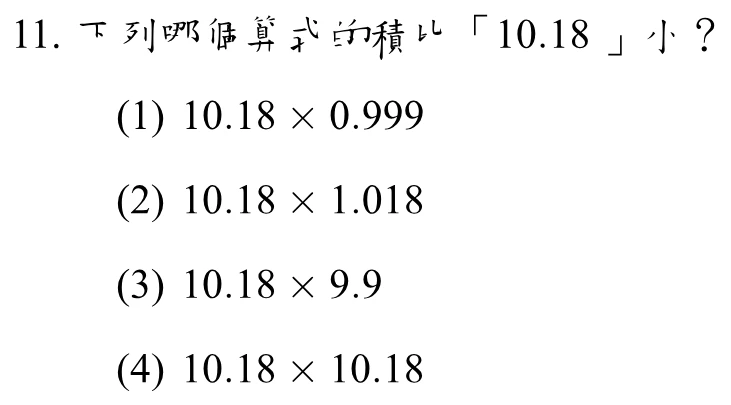 11. 下列哪個算式的積比「10.18」小？
(1) 10.18 × 0.999
(2) 10.18 × 1.018
(3) 10.18 × 9.9
(4) 10.18 × 10.18